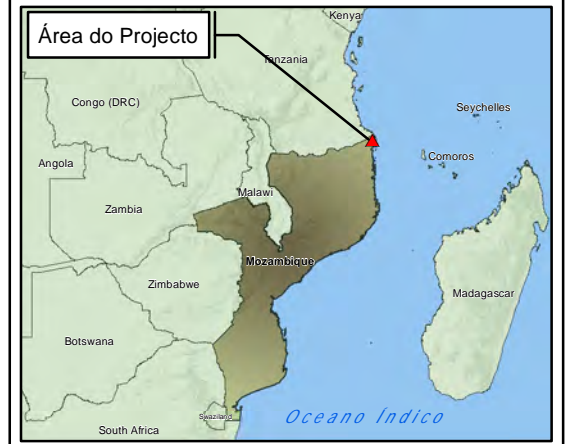 Kenya
Área do Projecto
Tanzania
Congo (DRC)
Seychelles
Comoros
Angola
Malawi
Zambia
Mozambique
Zimbabwe
Madagascar
Botswana
Swaziland
Oceano Índico
South Africa